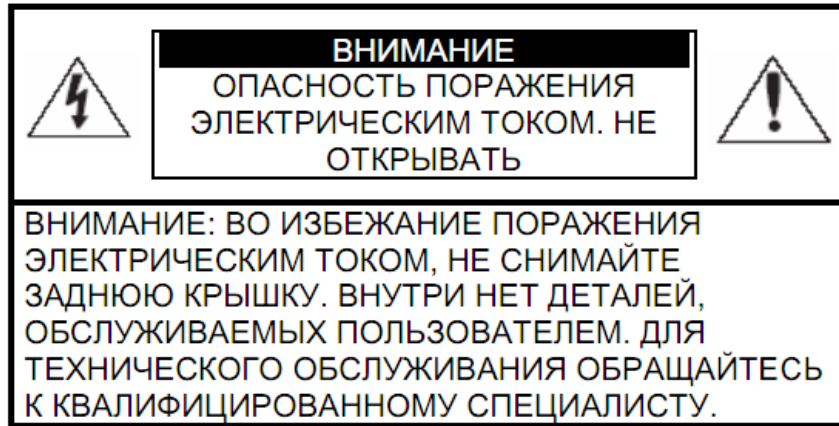 ВНИМАНИЕ
ОПАСНОСТЬ ПОРАЖЕНИЯ
ЭЛЕКТРИЧЕСКИМ ТОКОМ. НЕ
ОТКРЫВАТЬ
ВНИМАНИЕ: ВО ИЗБЕЖАНИЕ ПОРАЖЕНИЯ
ЭЛЕКТРИЧЕСКИМ ТОКОМ, НЕ СНИМАЙТЕ
ЗАДНЮЮ КРЫШКУ. ВНУТРИ НЕТ ДЕТАЛЕЙ,
ОБСЛУЖИВАЕМЫХ ПОЛЬЗОВАТЕЛЕМ. ДЛЯ
ТЕХНИЧЕСКОГО ОБСЛУЖИВАНИЯ ОБРАЩАЙТЕСЬ
К КВАЛИФИЦИРОВАННОМУ СПЕЦИАЛИСТУ.